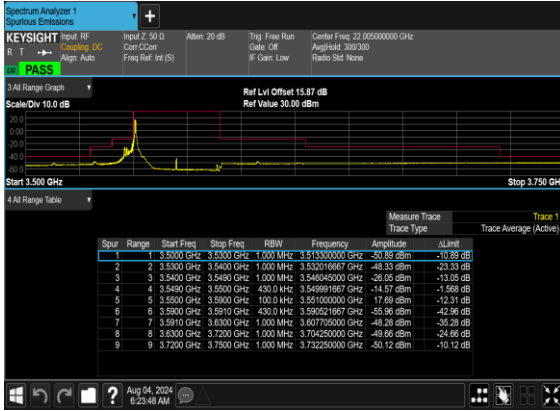 Spectrum Analyzer 1
Spurious Emissions
+
KEYSIGHT Input: RF Input Z: 50 Ω Atten: 20 dB Trig: Free Run Center Freq: 22.005000000 GHz
R T Coupling: DC Corr CCorr Gate: Off Avg|Hold: 300/300
Align: Auto Freq Ref: Int (S) IF Gain: Low Radio Std: None
PASS
3 All Range Graph
Ref Lvl Offset 15.87 dB
Scale/Div 10.0 dB Ref Value 30.00 dBm
20.0
0.00
-20.0
-40.0
-60.0
Start 3.500 GHz Stop 3.750 GH
4 All Range Table
Measure Trace Trace 1
Trace Type Trace Average (Active)
Spur Range Start Freq Stop Freq RBW Frequency Amplitude ΔLimit
1 1 3.5000 GHz 3.5300 GHz 1.000 MHz 3.513300000 GHz -50.89 dBm -10.89 dB
2 2 3.5300 GHz 3.5400 GHz 1.000 MHz 3.532016667 GHz -48.33 dBm -23.33 dB
3 3 3.5400 GHz 3.5490 GHz 1.000 MHz 3.546045000 GHz -26.05 dBm -13.05 dB
4 4 3.5490 GHz 3.5500 GHz 430.0 kHz 3.549991667 GHz -14.57 dBm -1.568 dB
5 5 3.5500 GHz 3.5900 GHz 100.0 kHz 3.551000000 GHz 17.69 dBm -12.31 dB
6 6 3.5900 GHz 3.5910 GHz 430.0 kHz 3.590521667 GHz -55.96 dBm -42.96 dB
7 7 3.5910 GHz 3.6300 GHz 1.000 MHz 3.607705000 GHz -48.28 dBm -35.28 dB
8 8 3.6300 GHz 3.7200 GHz 1.000 MHz 3.704250000 GHz -49.66 dBm -24.66 dB
9 9 3.7200 GHz 3.7500 GHz 1.000 MHz 3.732250000 GHz -50.12 dBm -10.12 dB
? Aug 04, 2024
6:23:48 AM